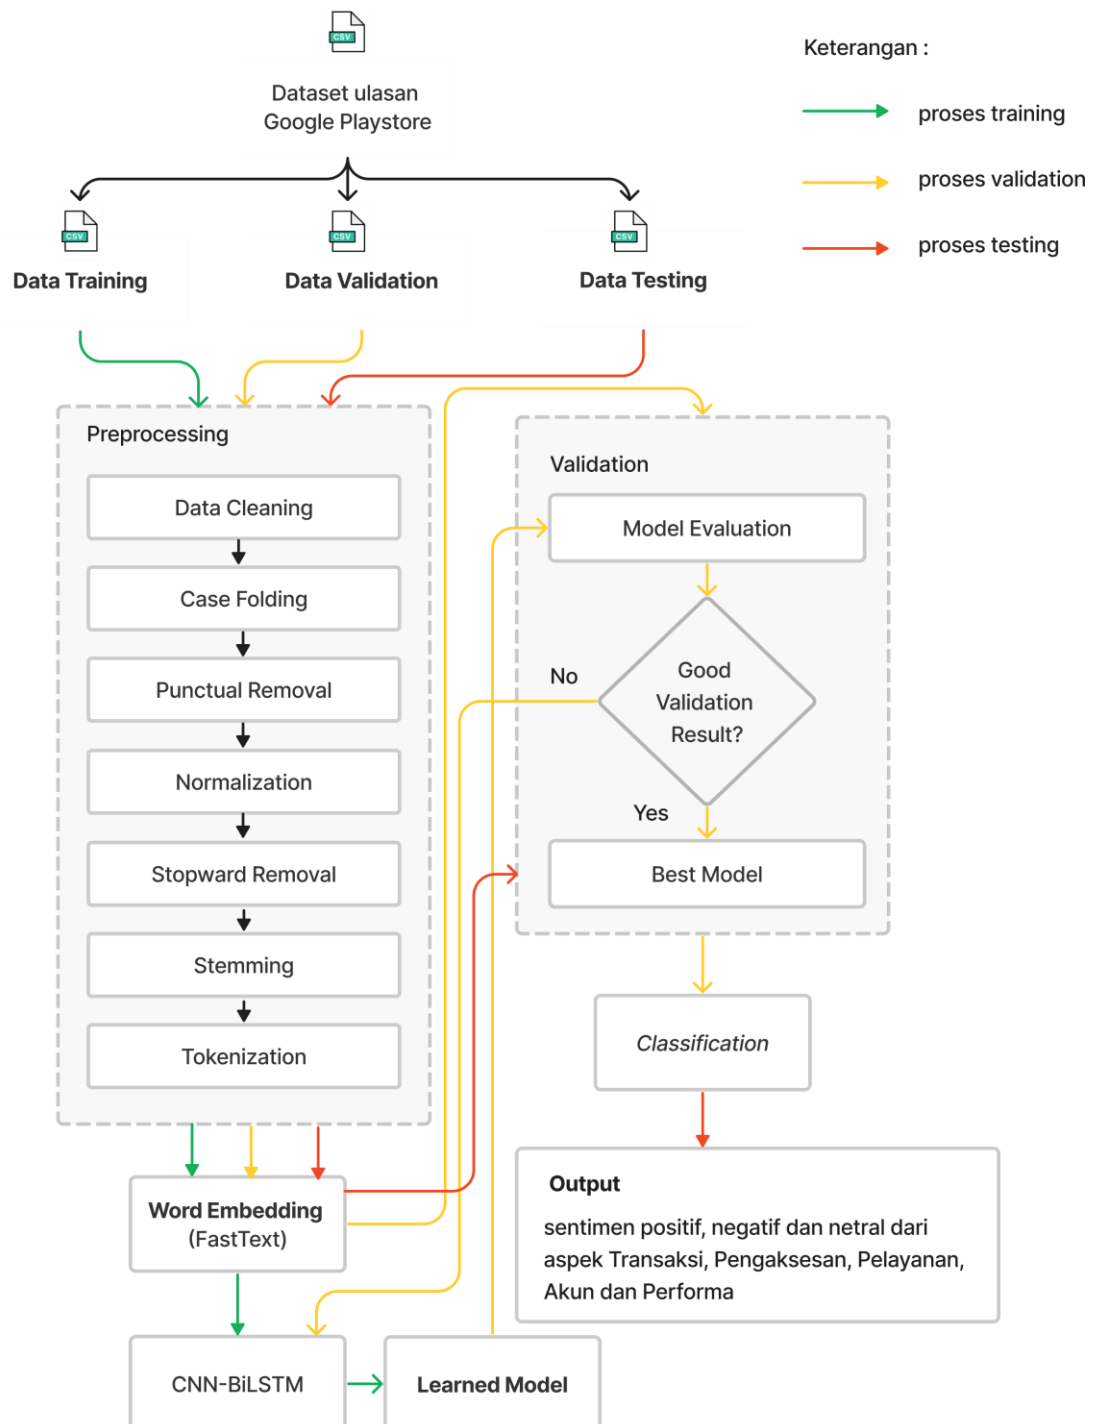 CSV
Dataset ulasan
Google Playstore
Keterangan :
proses training
proses validation
proses testing
CSV
CSV
CSV
Data Training
Data Validation
Data Testing
Preprocessing
Data Cleaning
Case Folding
Punctual Removal
Normalization
Stopward Removal
Stemming
Tokenization
Word Embedding
(FastText)
CNN-BiLSTM
Learned Model
Validation
Model Evaluation
Good
Validation
Result?
No
Yes
Best Model
Classification
Output
sentimen positif, negatif dan netral dari
aspek Transaksi, Pengaksesan, Pelayanan,
Akun dan Performa